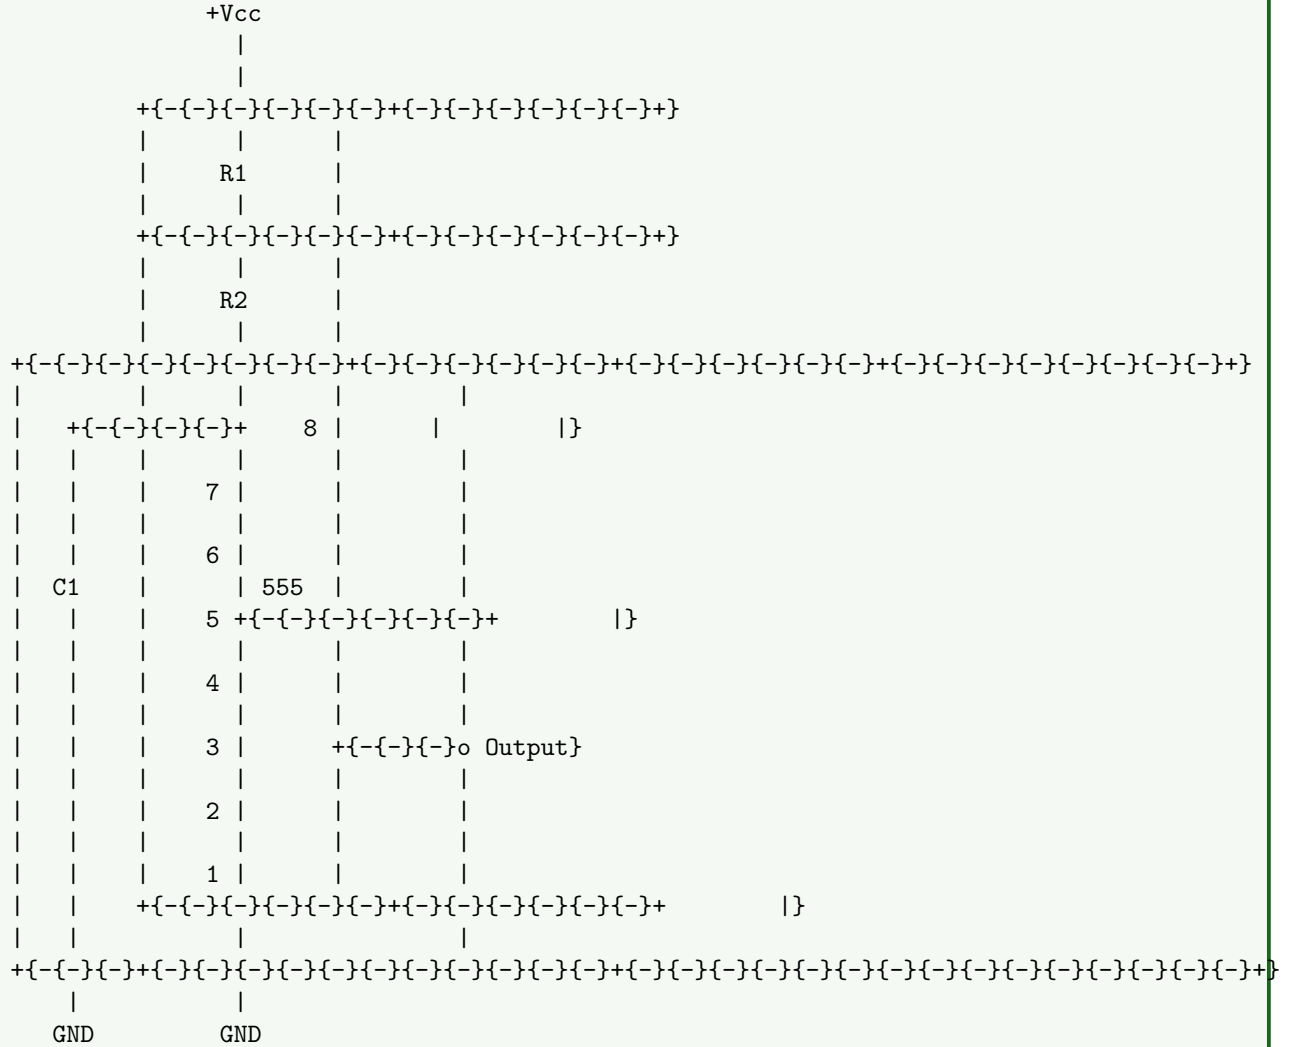 +Vcc
|
|
+{-{-}{-}{-}{-}{-}+{-}{-}{-}{-}{-}{-}+}
| | |
| R1 |
| | |
+{-{-}{-}{-}{-}{-}+{-}{-}{-}{-}{-}{-}+}
| | |
| R2 |
| | |
+{-{-}{-}{-}{-}{-}{-}{-}+{-}{-}{-}{-}{-}{-}+{-}{-}{-}{-}{-}{-}+{-}{-}{-}{-}{-}{-}{-}{-}+}
| | | | |
| +{-{-}{-}{-}+ 8 | | |}
| | | | | |
| | | 7 | | |
| | | | | |
| | | 6 | | |
| C1 | | 555 | |
| | | 5 +{-{-}{-}{-}{-}{-}+ |}
| | | | | |
| | | 4 | | |
| | | | | |
| | | 3 | +{-{-}{-}o Output}
| | | | | |
| | | 2 | | |
| | | | | |
| | | 1 | | |
| | +{-{-}{-}{-}{-}{-}+{-}{-}{-}{-}{-}{-}+ |}
| | | |
+{-{-}{-}+{-}{-}{-}{-}{-}{-}{-}{-}{-}{-}{-}+{-}{-}{-}{-}{-}{-}{-}{-}{-}{-}{-}{-}{-}{-}{-}+}
| |
GND GND